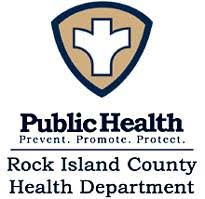 Public Health
Prevent. Promote. Protect.
Rock Island County
Health Department